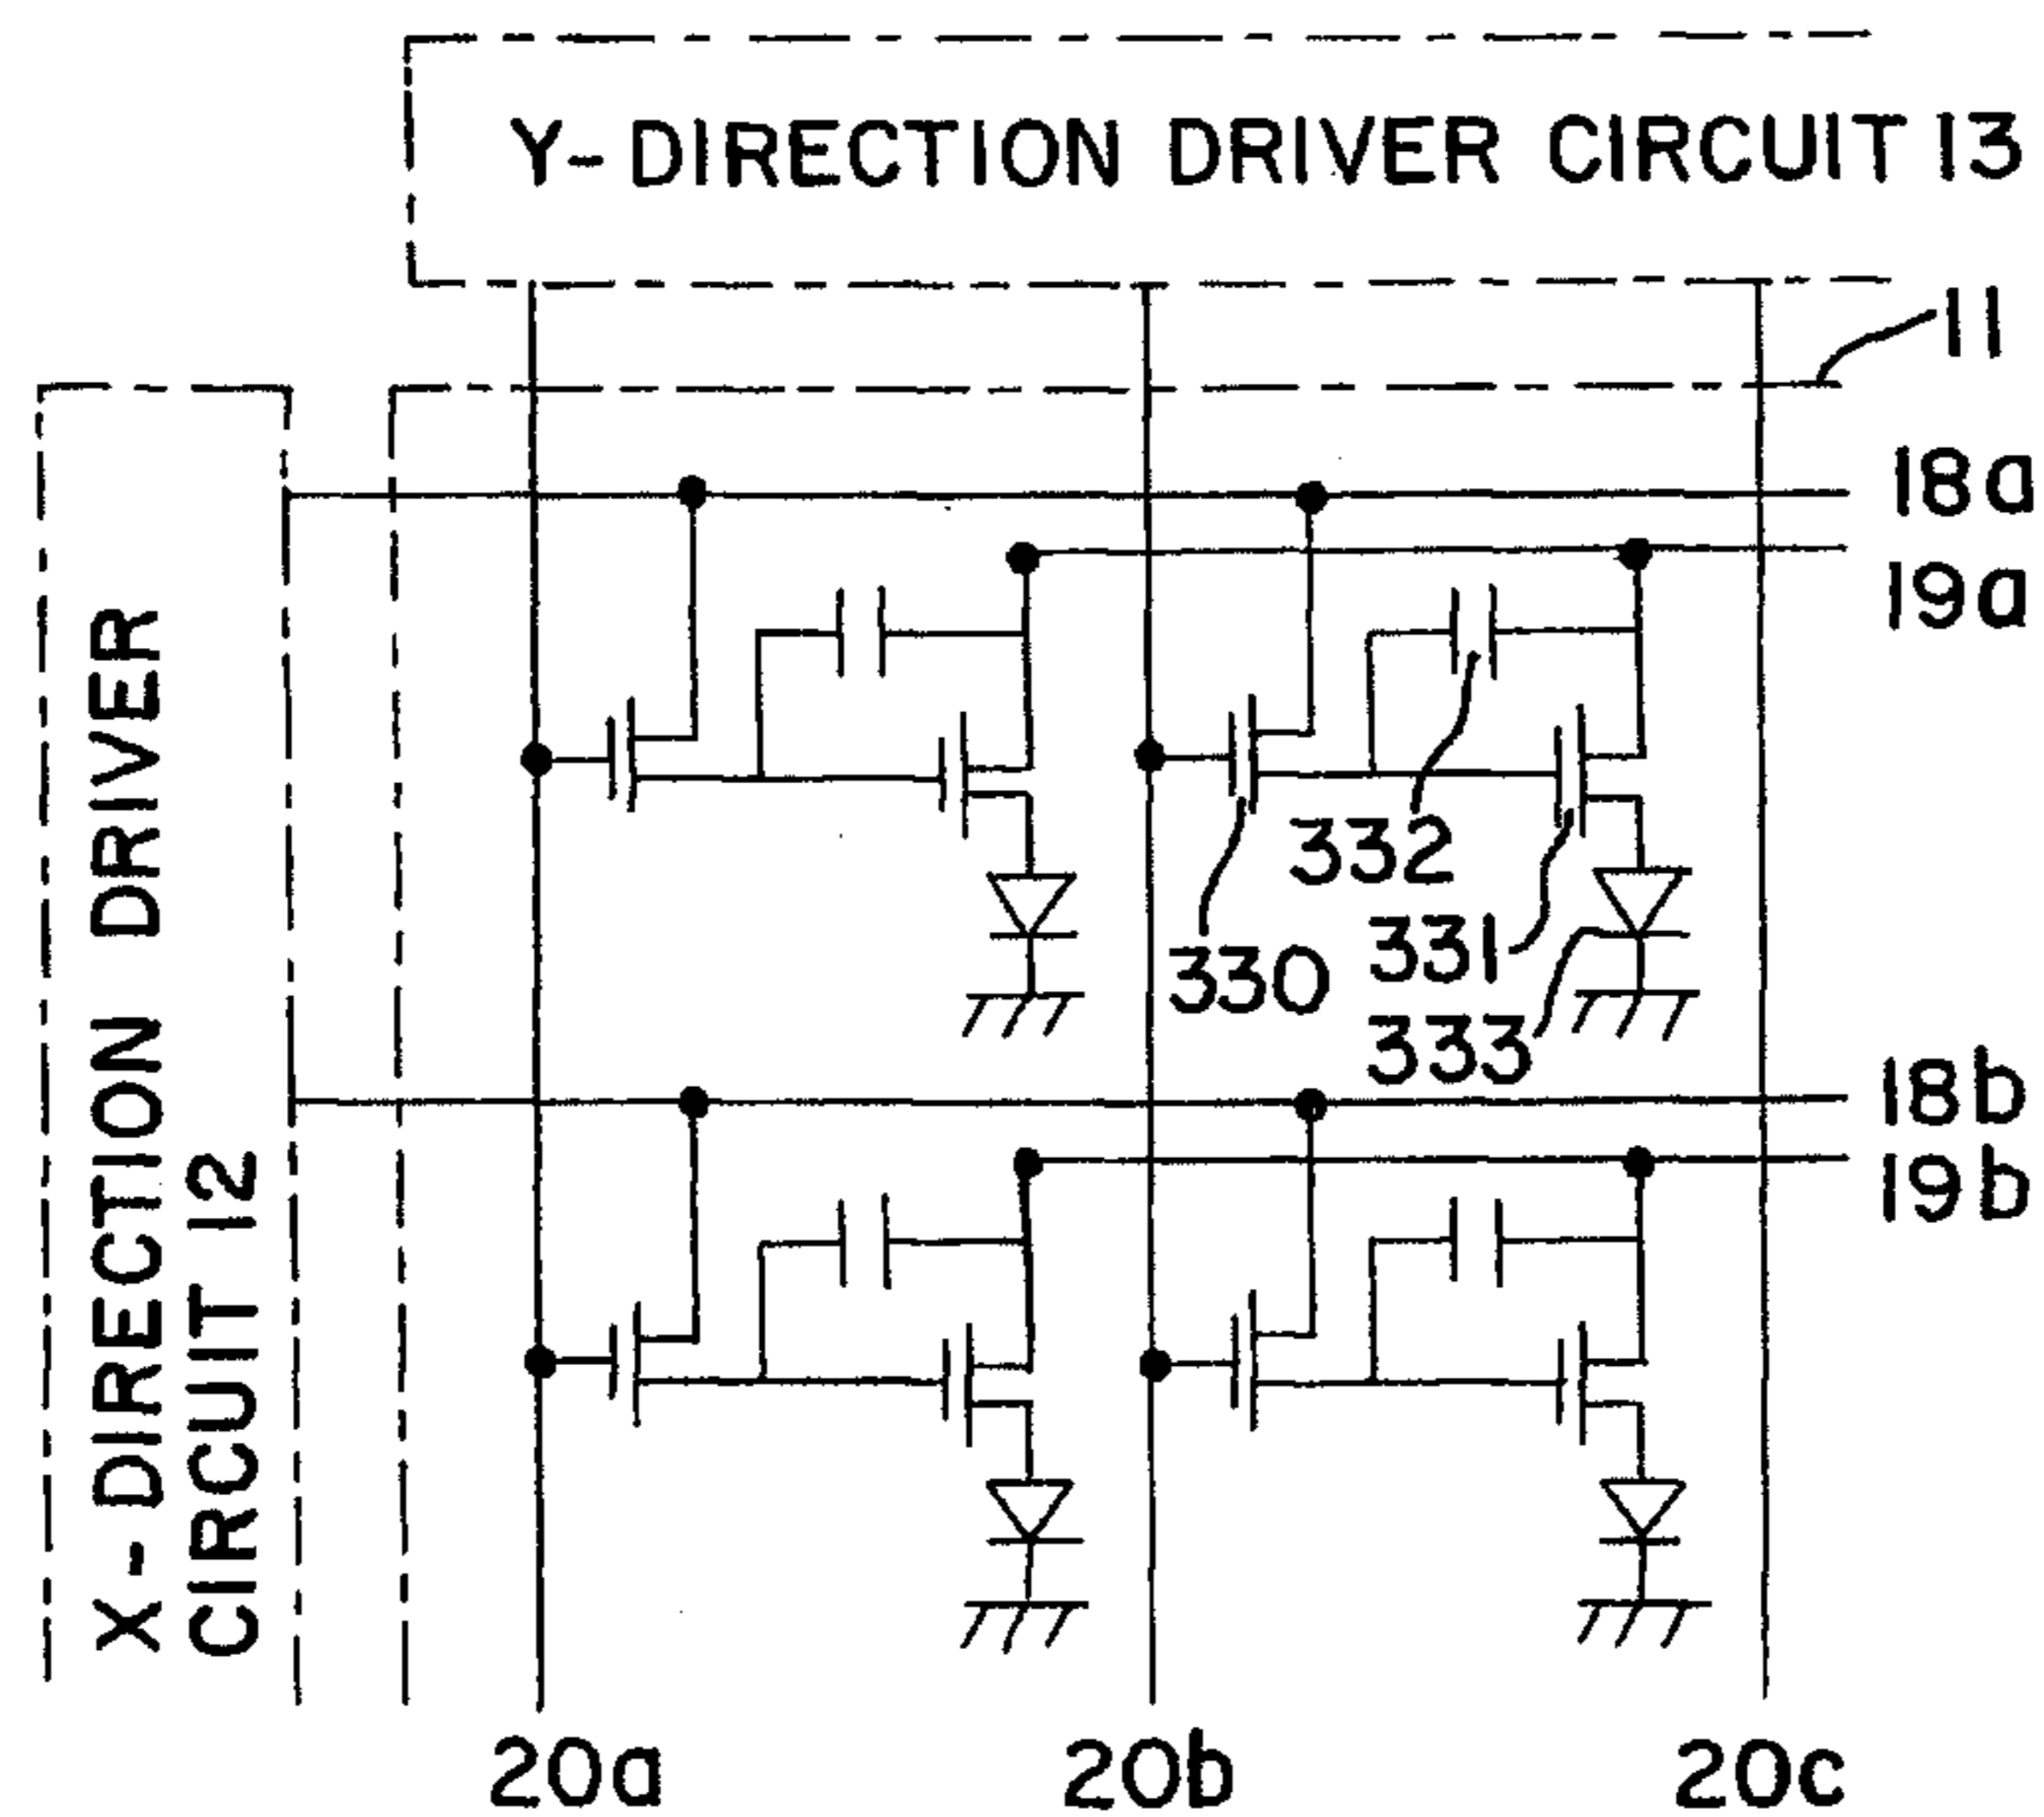 Y-DIRECTION DRIVER CIRCUIT 13
11
18a
19a
X-DIRECTION DRIVER
CIRCUIT 12
332
331
330
333
18b
19b
20a
20b
20c